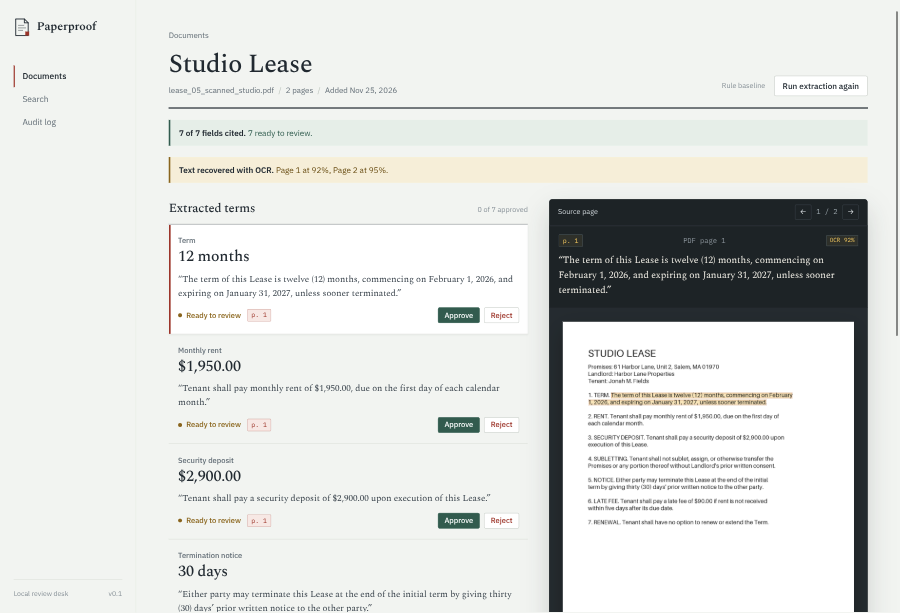 Paperproof
Documents
Search
Audit log
Local review desk v0.1
Documents
Studio Lease
lease_05_scanned_studio.pdf / 2 pages / Added Nov 25, 2026
Rule baseline
Run extraction again
7 of 7 fields cited. 7 ready to review.
Text recovered with OCR. Page 1 at 92%, Page 2 at 95%.
Extracted terms
0 of 7 approved
Term
12 months
“The term of this Lease is twelve (12) months, commencing on February 1, 2026, and
expiring on January 31, 2027, unless sooner terminated.”
Ready to review p. 1 Approve Reject
Monthly rent
$1,950.00
“Tenant shall pay monthly rent of $1,950.00, due on the first day of each calendar
month.”
Ready to review p. 1 Approve Reject
Security deposit
$2,900.00
“Tenant shall pay a security deposit of $2,900.00 upon execution of this Lease.”
Ready to review p. 1 Approve Reject
Termination notice
30 days
“Either party may terminate this Lease at the end of the initial term by giving thirty
(30) days’ prior written notice to the other party.”
Source page
← 1 / 2 →
p. 1 PDF page 1 OCR 92%
“The term of this Lease is twelve (12) months, commencing on
February 1, 2026, and expiring on January 31, 2027, unless sooner
terminated.”
STUDIO LEASE
Premises: 81 Harbor Lane, Unit 2, Salem, MA 01970
Landlord: Harbor Lane Properties
Tenant: Jonah M. Fields
1. TERM. The term of this Lease is twelve (12) months, commencing on February
1, 2026, and expiring on January 31, 2027, unless sooner terminated.
2. RENT. Tenant shall pay monthly rent of $1,950.00, due on the first day of
each calendar month.
3. SECURITY DEPOSIT. Tenant shall pay a security deposit of $2,900.00 upon
execution of this Lease.
4. SUBLETTING. Tenant shall not sublet, assign, or otherwise transfer the
Premises or any portion thereof without Landlord's prior written consent.
5. NOTICE. Either party may terminate this Lease at the end of the initial
term by giving thirty (30) days' prior written notice to the other party.
6. LATE FEE. Tenant shall pay a late fee of $90.00 if rent is not received
within five days after its due date.
7. RENEWAL. Tenant shall have no option to renew or extend the Term.